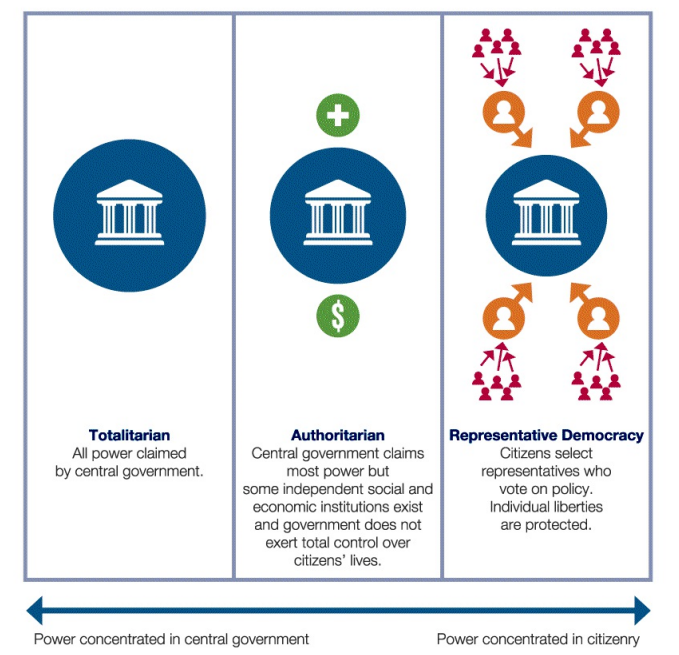 $
Totalitarian
All power claimed
by central government.
Authoritarian
Central government claims
most power but
some independent social and
economic institutions exist
and government does not
exert total control over
citizens’ lives.
Representative Democracy
Citizens select
representatives who
vote on policy.
Individual liberties
are protected.
Power concentrated in central government
Power concentrated in citizenry